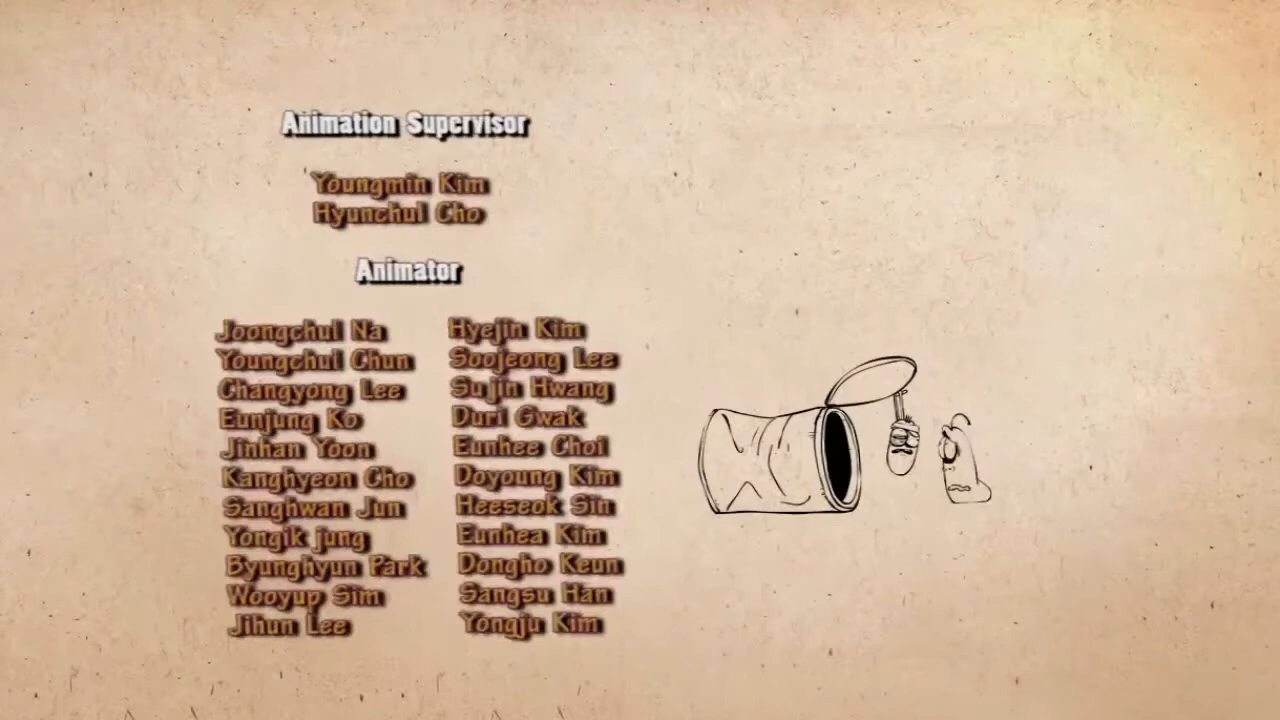 Animation Supervisor
Youngmin Kim
Hyunchul Cho
Animator
Joongchul Na
Youngchul Chun
Changyong Lee
Eunjung Ko
Jinhan Yoon
Kanghyeon Cho
Sanghwan Jun
Yongik jung
Byunghyun Park
Wooyup Sim
Jihun Lee
Hyejin Kim
Soojeong Lee
Sujin Hwang
Duri Gwak
Eunhee Choi
Doyoung Kim
Heeseok Sin
Eunhea Kim
Dongho Keun
Sangsu Han
Yongju Kim